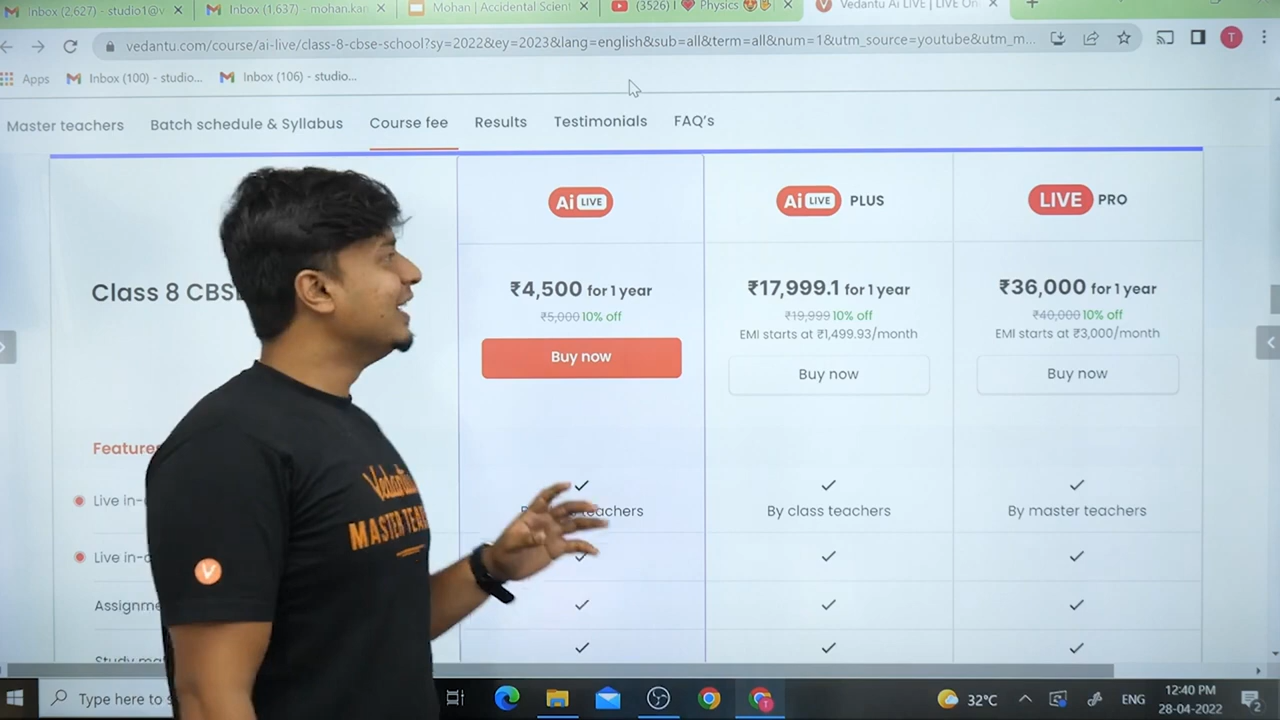 Inbox (2,627) - studio1@v
Inbox (1,637) - mohan.kar
Mohan | Accidental Scient
(3526) | Physics
Vedantu Ai LIVE | LIVE On
vedantu.com/course/ai-live/class-8-cbse-school?sy=2022&ey=2023&lang=english&sub=all&term=all&num=1&utm_source=youtube&utm_m...
T
Apps
Inbox (100) - studio...
Inbox (106) - studio...
Master teachers
Batch schedule & Syllabus
Course fee
Results
Testimonials
FAQ's
Ai LIVE
Ai LIVE PLUS
LIVE PRO
Class 8 CBS
₹4,500 for 1 year
₹5,000 10% off
Buy now
₹17,999.1 for 1 year
₹19,999 10% off
EMI starts at ₹1,499.93/month
Buy now
₹36,000 for 1 year
₹40,000 10% off
EMI starts at ₹3,000/month
Buy now
Feature
Live in-
teachers
By class teachers
By master teachers
Live in-
Assignme
Study ma
Vedantu
MASTER TEA
V
Type here to s
32°C
ENG
12:40 PM
28-04-2022
2
T